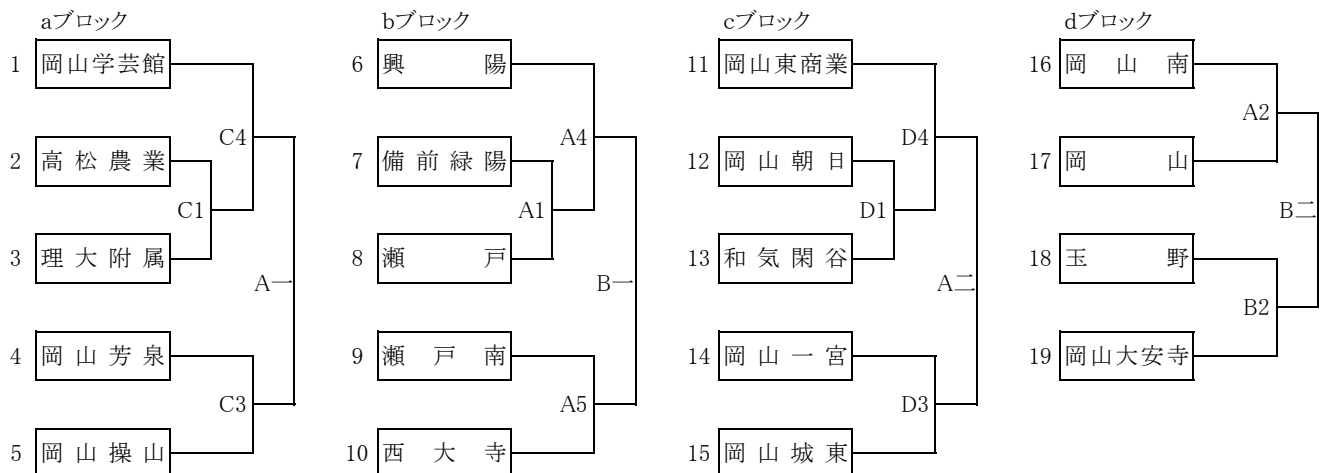 aブロック
1 岡山学芸館
2 高松農業
3 理大附属
4 岡山芳泉
5 岡山操山
C4
C1
A一
C3
bブロック
6 興陽
7 備前緑陽
8 瀬戸
9 瀬戸南
10 西大寺
A4
A1
B一
A5
cブロック
11 岡山東商業
12 岡山朝日
13 和気閑谷
14 岡山一宮
15 岡山城東
D4
D1
A二
D3
dブロック
16 岡山南
17 岡山
18 玉野
19 岡山大安寺
A2
B二
B2